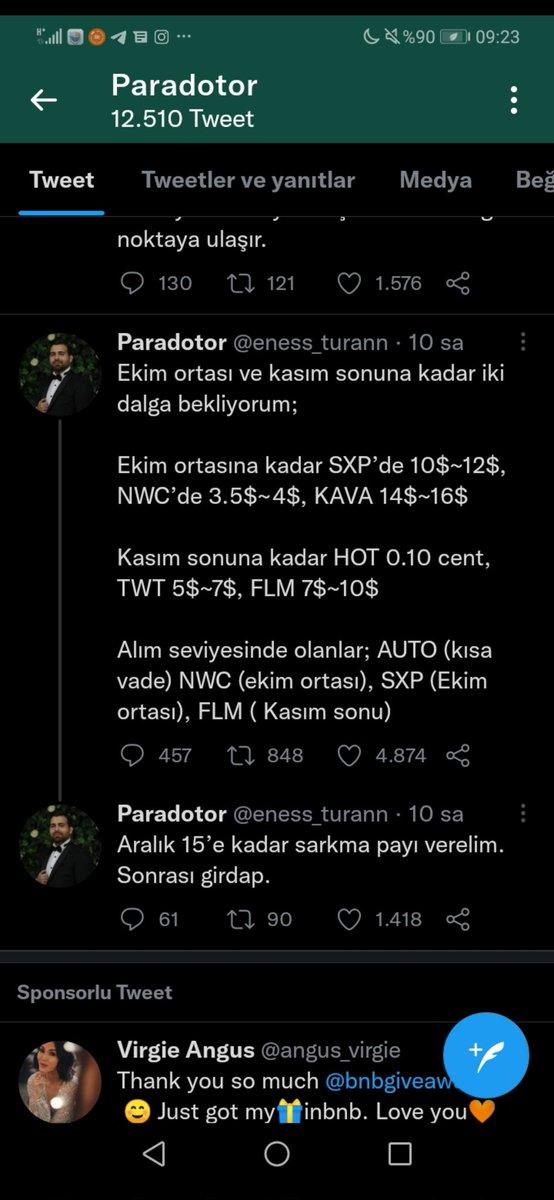 %90 09:23
Paradotor
12.510 Tweet
Tweet Tweetler ve yanıtlar Medya Beğ
noktaya ulaşır.
130 121 1.576
Paradotor @eness_turann · 10 sa
Ekim ortası ve kasım sonuna kadar iki
dalga bekliyorum;
Ekim ortasına kadar SXP’de 10$~12$,
NWC’de 3.5$~4$, KAVA 14$~16$
Kasım sonuna kadar HOT 0.10 cent,
TWT 5$~7$, FLM 7$~10$
Alım seviyesinde olanlar; AUTO (kısa
vade) NWC (ekim ortası), SXP (Ekim
ortası), FLM ( Kasım sonu)
457 848 4.874
Paradotor @eness_turann · 10 sa
Aralık 15’e kadar sarkma payı verelim.
Sonrası girdap.
61 90 1.418
Sponsorlu Tweet
Virgie Angus @angus_virgie
Thank you so much @bnbgiveaw
😊 Just got my🎁inbnb. Love you🧡